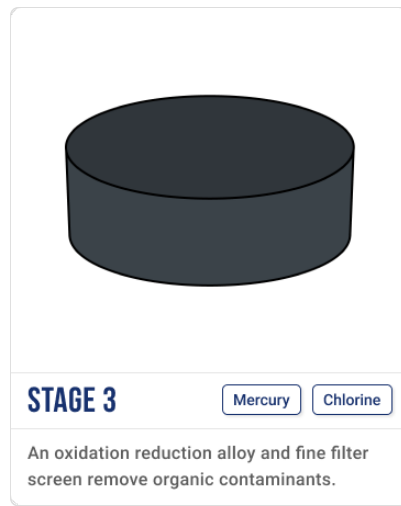 STAGE 3
Mercury
Chlorine
An oxidation reduction alloy and fine filter
screen remove organic contaminants.